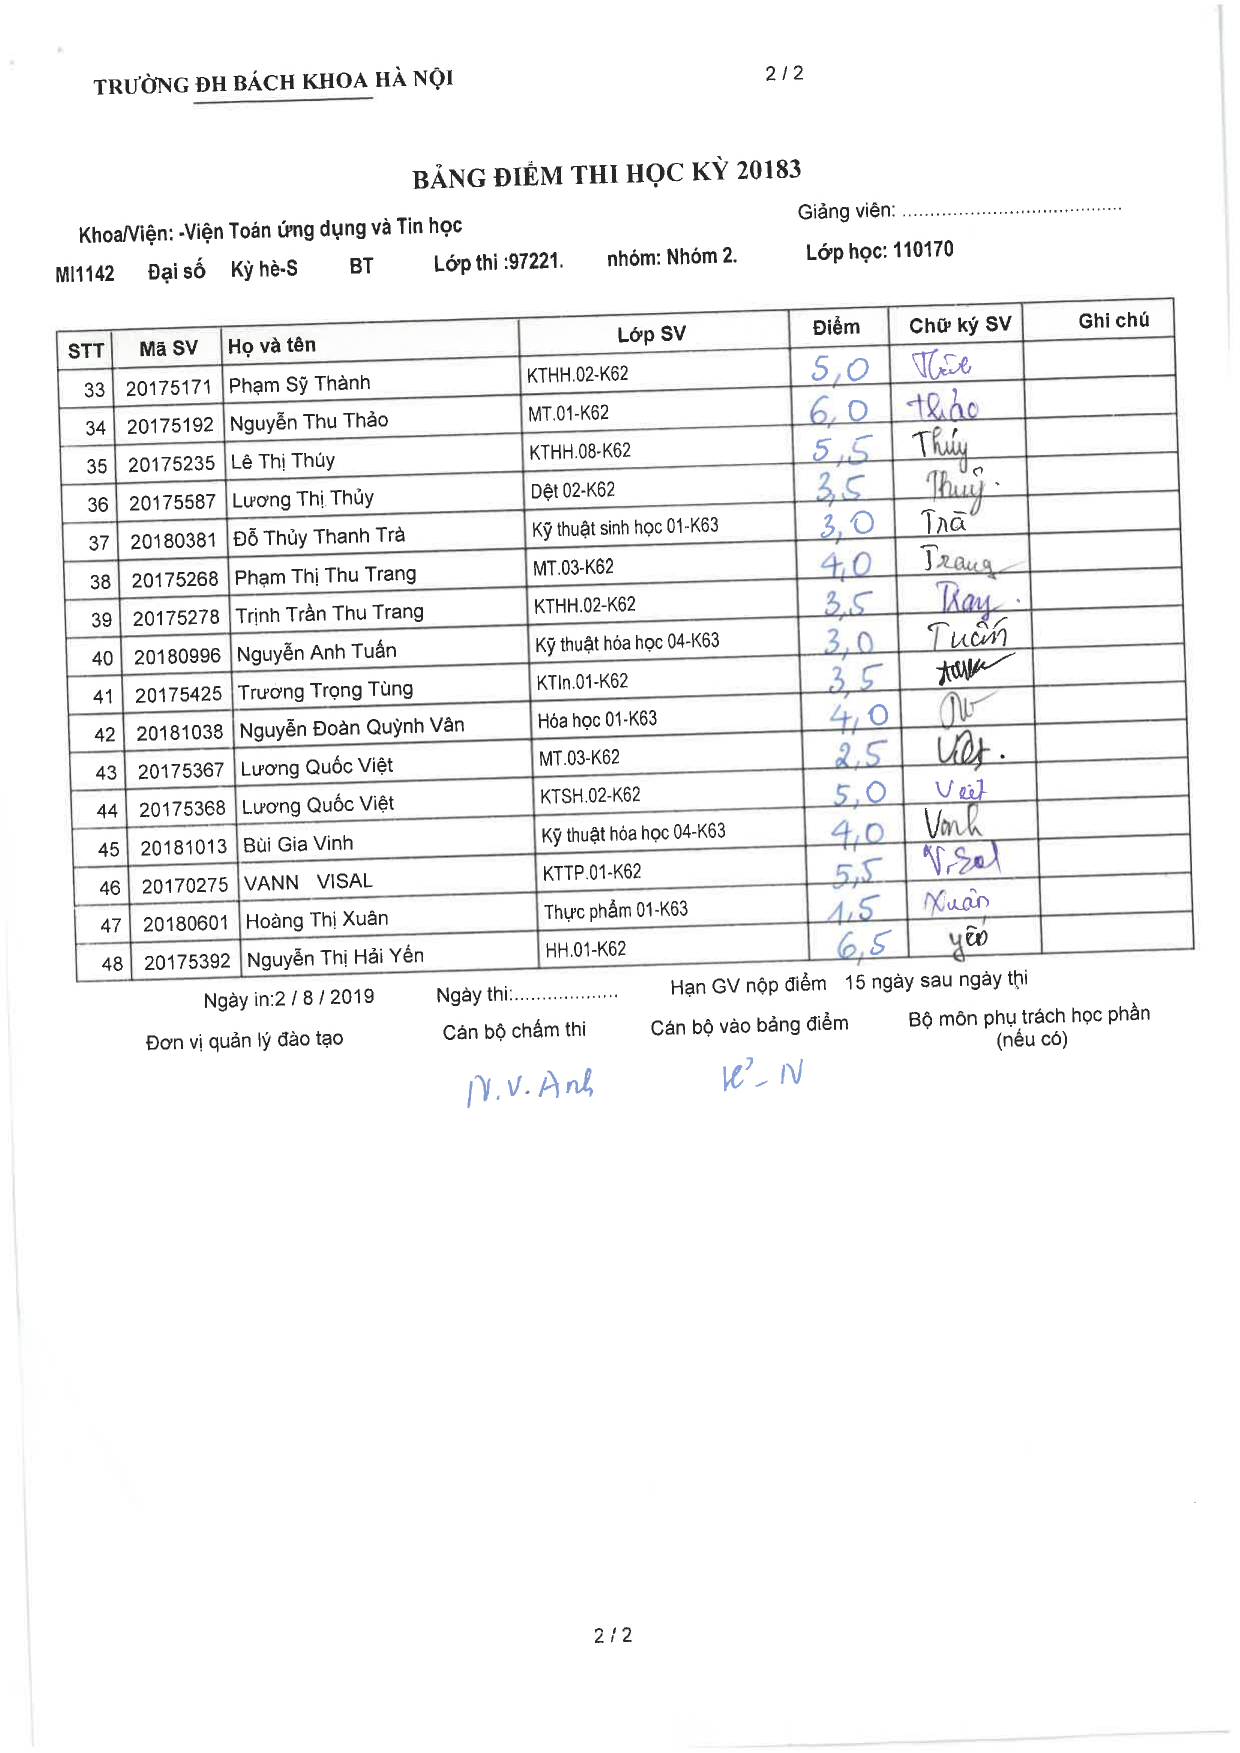 TRƯỜNG ĐH BÁCH KHOA HÀ NỘI 2 / 2
BẢNG ĐIỂM THI HỌC KỲ 20183
Khoa/Viện: -Viện Toán ứng dụng và Tin học Giảng viên: ........................................
MI1142 Đại số Kỳ hè-S BT Lớp thi :97221. nhóm: Nhóm 2. Lớp học: 110170
STT Mã SV Họ và tên Lớp SV Điểm Chữ ký SV Ghi chú
33 20175171 Phạm Sỹ Thành KTHH.02-K62 5,0
34 20175192 Nguyễn Thu Thảo MT.01-K62 6,0 thảo
35 20175235 Lê Thị Thúy KTHH.08-K62 5,5 Thúy
36 20175587 Lương Thị Thủy Dệt 02-K62 3,5 Thuỷ
37 20180381 Đỗ Thủy Thanh Trà Kỹ thuật sinh học 01-K63 3,0 Trà
38 20175268 Phạm Thị Thu Trang MT.03-K62 4,0 Trang
39 20175278 Trịnh Trần Thu Trang KTHH.02-K62 3,5
40 20180996 Nguyễn Anh Tuấn Kỹ thuật hóa học 04-K63 3,0 Tuấn
41 20175425 Trương Trọng Tùng KTIn.01-K62 3,5
42 20181038 Nguyễn Đoàn Quỳnh Vân Hóa học 01-K63 4,0
43 20175367 Lương Quốc Việt MT.03-K62 2,5
44 20175368 Lương Quốc Việt KTSH.02-K62 5,0 Việt
45 20181013 Bùi Gia Vinh Kỹ thuật hóa học 04-K63 4,0 Vinh
46 20170275 VANN VISAL KTTP.01-K62 5,5
47 20180601 Hoàng Thị Xuân Thực phẩm 01-K63 1,5 Xuân
48 20175392 Nguyễn Thị Hải Yến HH.01-K62 6,5 yến
Ngày in:2 / 8 / 2019 Ngày thi:................... Hạn GV nộp điểm 15 ngày sau ngày thị
Đơn vị quản lý đào tạo Cán bộ chấm thi Cán bộ vào bảng điểm Bộ môn phụ trách học phần
(nếu có)
N.V.Anh
2 / 2